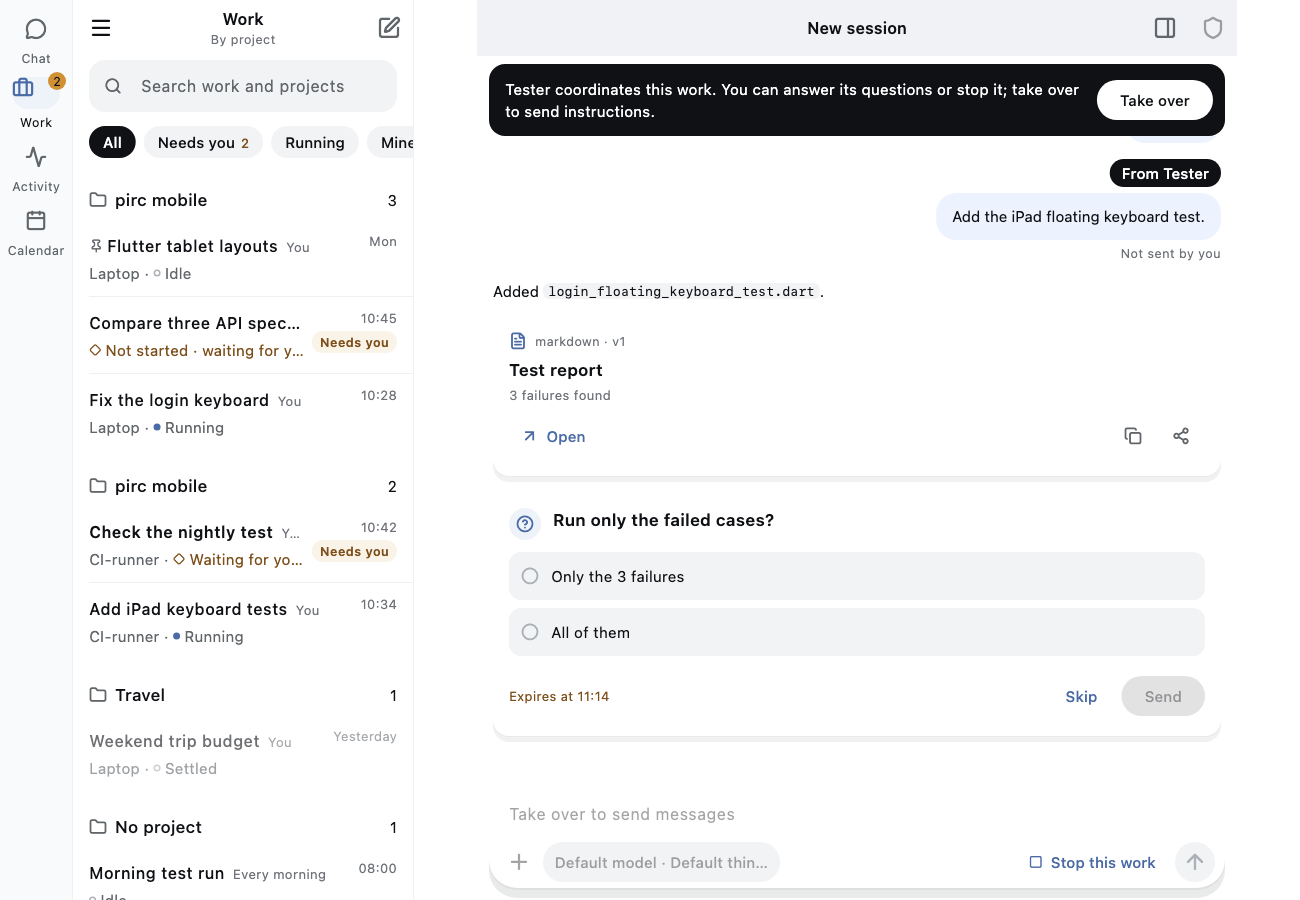 Chat
2
Work
Activity
Calendar
Work
By project
Search work and projects
All
Needs you 2
Running
Mine
pirc mobile 3
Flutter tablet layouts You Mon
Laptop · Idle
Compare three API spec... 10:45
Not started · waiting for y... Needs you
Fix the login keyboard You 10:28
Laptop · Running
pirc mobile 2
Check the nightly test Y... 10:42
CI-runner · Waiting for yo... Needs you
Add iPad keyboard tests You 10:34
CI-runner · Running
Travel 1
Weekend trip budget You Yesterday
Laptop · Settled
No project 1
Morning test run Every morning 08:00
Idle
New session
Tester coordinates this work. You can answer its questions or stop it; take over
to send instructions.
Take over
From Tester
Add the iPad floating keyboard test.
Not sent by you
Added login_floating_keyboard_test.dart .
markdown · v1
Test report
3 failures found
Open
Run only the failed cases?
Only the 3 failures
All of them
Expires at 11:14
Skip
Send
Take over to send messages
Default model · Default thin...
Stop this work